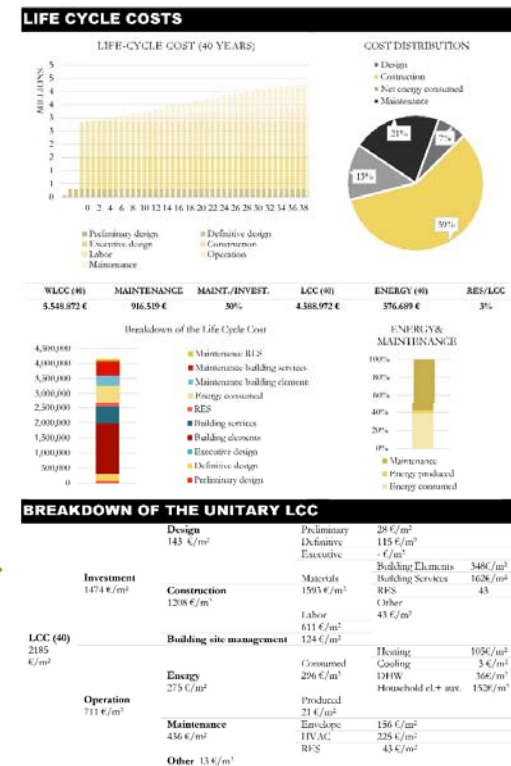 LIFE CYCLE COSTS
LIFE-CYCLE COST (40 YEARS)
COST DISTRIBUTION
MILLIONS
5
5
4
4
3
3
2
2
1
1
0
0 2 4 6 8 10 12 14 16 18 20 22 24 26 28 30 32 34 36 38
Preliminary design
Definitive design
Executive design
Construction
Labor
Operation
Maintenance
Design
Net energy consumed
Maintenance
21%
7%
59%
WLCC (40) MAINTENANCE MAINT./INVEST. LCC (40) ENERGY (40) RES/LCC
5.548.872 € 916.519 € 30% 4.588.972 € 576.689 € 3%
Breakdown of the Life Cycle Cost
4,500,000
4,000,000
3,500,000
3,000,000
2,500,000
2,000,000
1,500,000
1,000,000
500,000
0
Maintenance RES
Maintenance building services
Maintenance building elements
Energy consumed
RES
Building services
Building elements
Executive design
Definitive design
Preliminary design
ENERGY&
MAINTENANCE
100%
80%
60%
40%
20%
0%
Maintenance
Energy produced
Energy consumed
BREAKDOWN OF THE UNITARY LCC
Design Preliminary 28 €/m²
143 €/m² Definitive 115 €/m²
Executive - €/m²
Building Elements 348€/m²
Investment Materials Building Services 162€/m²
1474 €/m² Construction 1593 €/m² RES 43
1208 €/m² Other
Labor 43 €/m²
611 €/m²
LCC (40) Building site management 124 €/m²
2185
€/m²
Heating 105€/m²
Consumed Cooling 3 €/m²
Energy 296 €/m² DHW 36€/m²
275 €/m² Household el.+ aux. 152€/m²
Operation Produced
711 €/m² 21 €/m²
Maintenance Envelope 156 €/m²
436 €/m² HVAC 225 €/m²
RES 43 €/m²
Other 13 €/m²